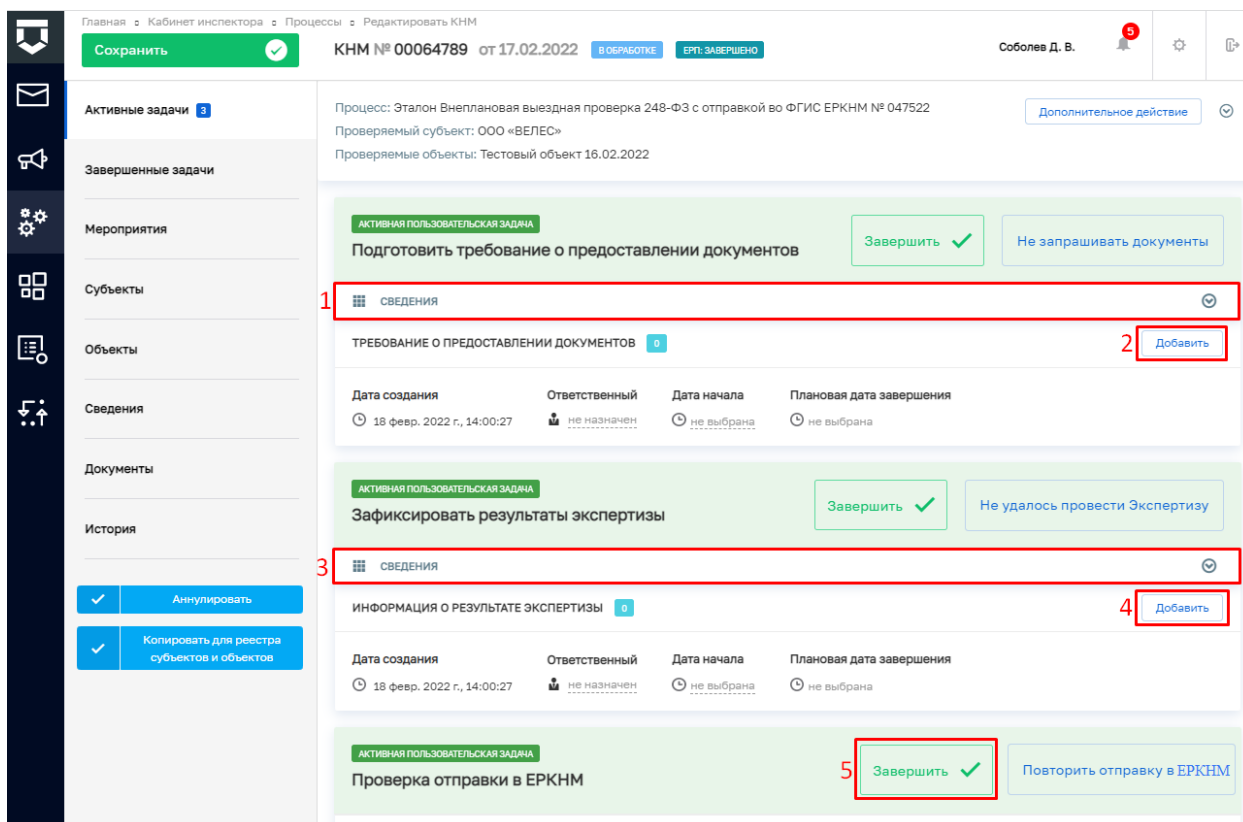 Главная Кабинет инспектора Процессы Редактировать КНМ
Сохранить
КНМ № 00064789 от 17.02.2022 В ОБРАБОТКЕ ЕРП: ЗАВЕРШЕНО
Соболев Д. В.
5
Активные задачи 3
Завершенные задачи
Мероприятия
Субъекты
Объекты
Сведения
Документы
История
Аннулировать
Копировать для реестра
субъектов и объектов
Процесс: Эталон Внеплановая выездная проверка 248-ФЗ с отправкой во ФГИС ЕРКНМ № 047522
Проверяемый субъект: ООО «ВЕЛЕС»
Проверяемые объекты: Тестовый объект 16.02.2022
Дополнительное действие
АКТИВНАЯ ПОЛЬЗОВАТЕЛЬСКАЯ ЗАДАЧА
Подготовить требование о предоставлении документов
Завершить
Не запрашивать документы
1 СВЕДЕНИЯ
ТРЕБОВАНИЕ О ПРЕДОСТАВЛЕНИИ ДОКУМЕНТОВ 0
2 Добавить
Дата создания Ответственный Дата начала Плановая дата завершения
18 февр. 2022 г., 14:00:27 не назначен не выбрана не выбрана
АКТИВНАЯ ПОЛЬЗОВАТЕЛЬСКАЯ ЗАДАЧА
Зафиксировать результаты экспертизы
Завершить
Не удалось провести Экспертизу
3 СВЕДЕНИЯ
ИНФОРМАЦИЯ О РЕЗУЛЬТАТЕ ЭКСПЕРТИЗЫ 0
4 Добавить
Дата создания Ответственный Дата начала Плановая дата завершения
18 февр. 2022 г., 14:00:27 не назначен не выбрана не выбрана
АКТИВНАЯ ПОЛЬЗОВАТЕЛЬСКАЯ ЗАДАЧА
Проверка отправки в ЕРКНМ
5 Завершить
Повторить отправку в ЕРКНМ